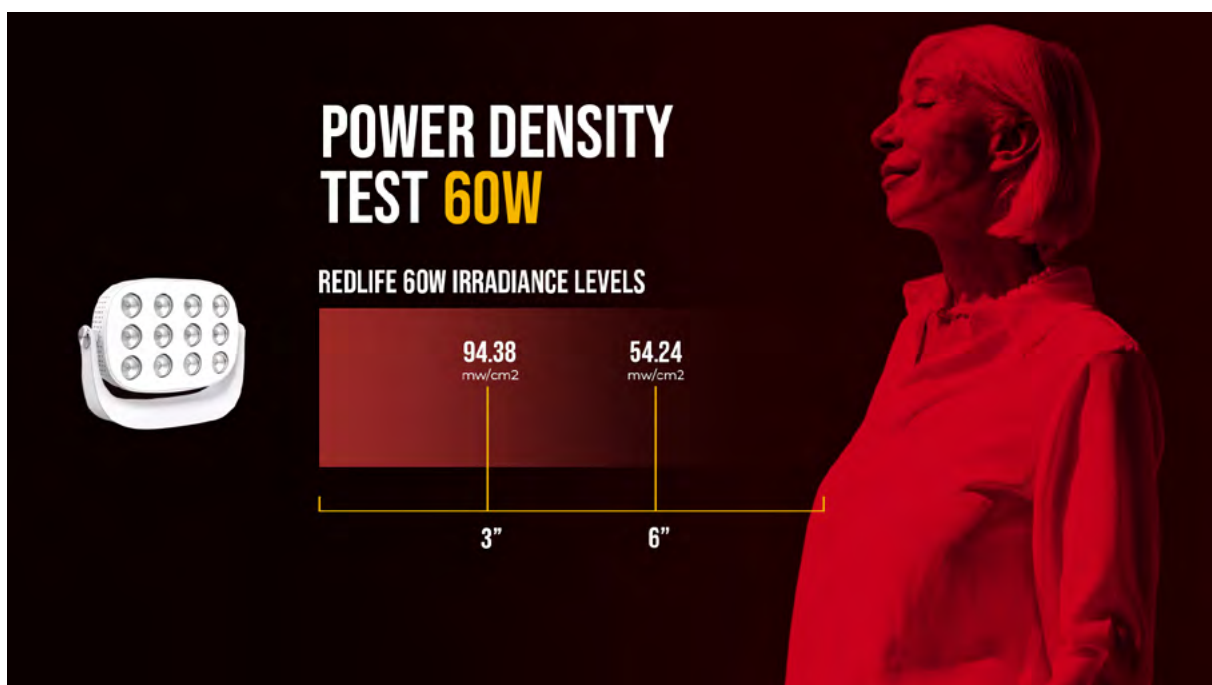 POWER DENSITY
TEST 60W
REDLIFE 60W IRRADIANCE LEVELS
94.38 54.24
mw/cm2 mw/cm2
3” 6”